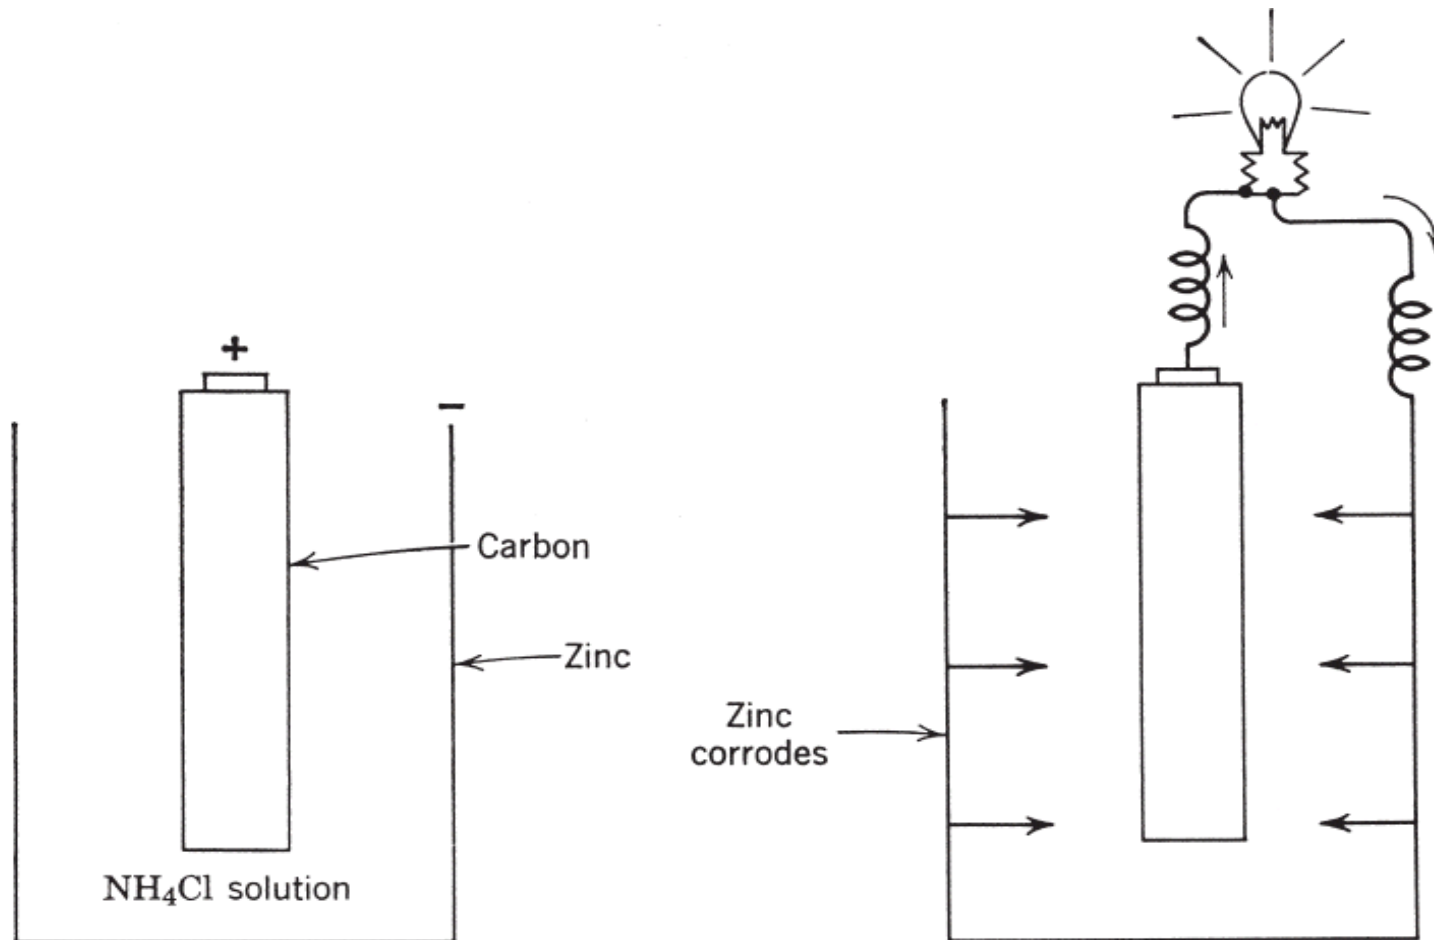 +
−
Carbon
Zinc
NH₄Cl solution
Zinc
corrodes